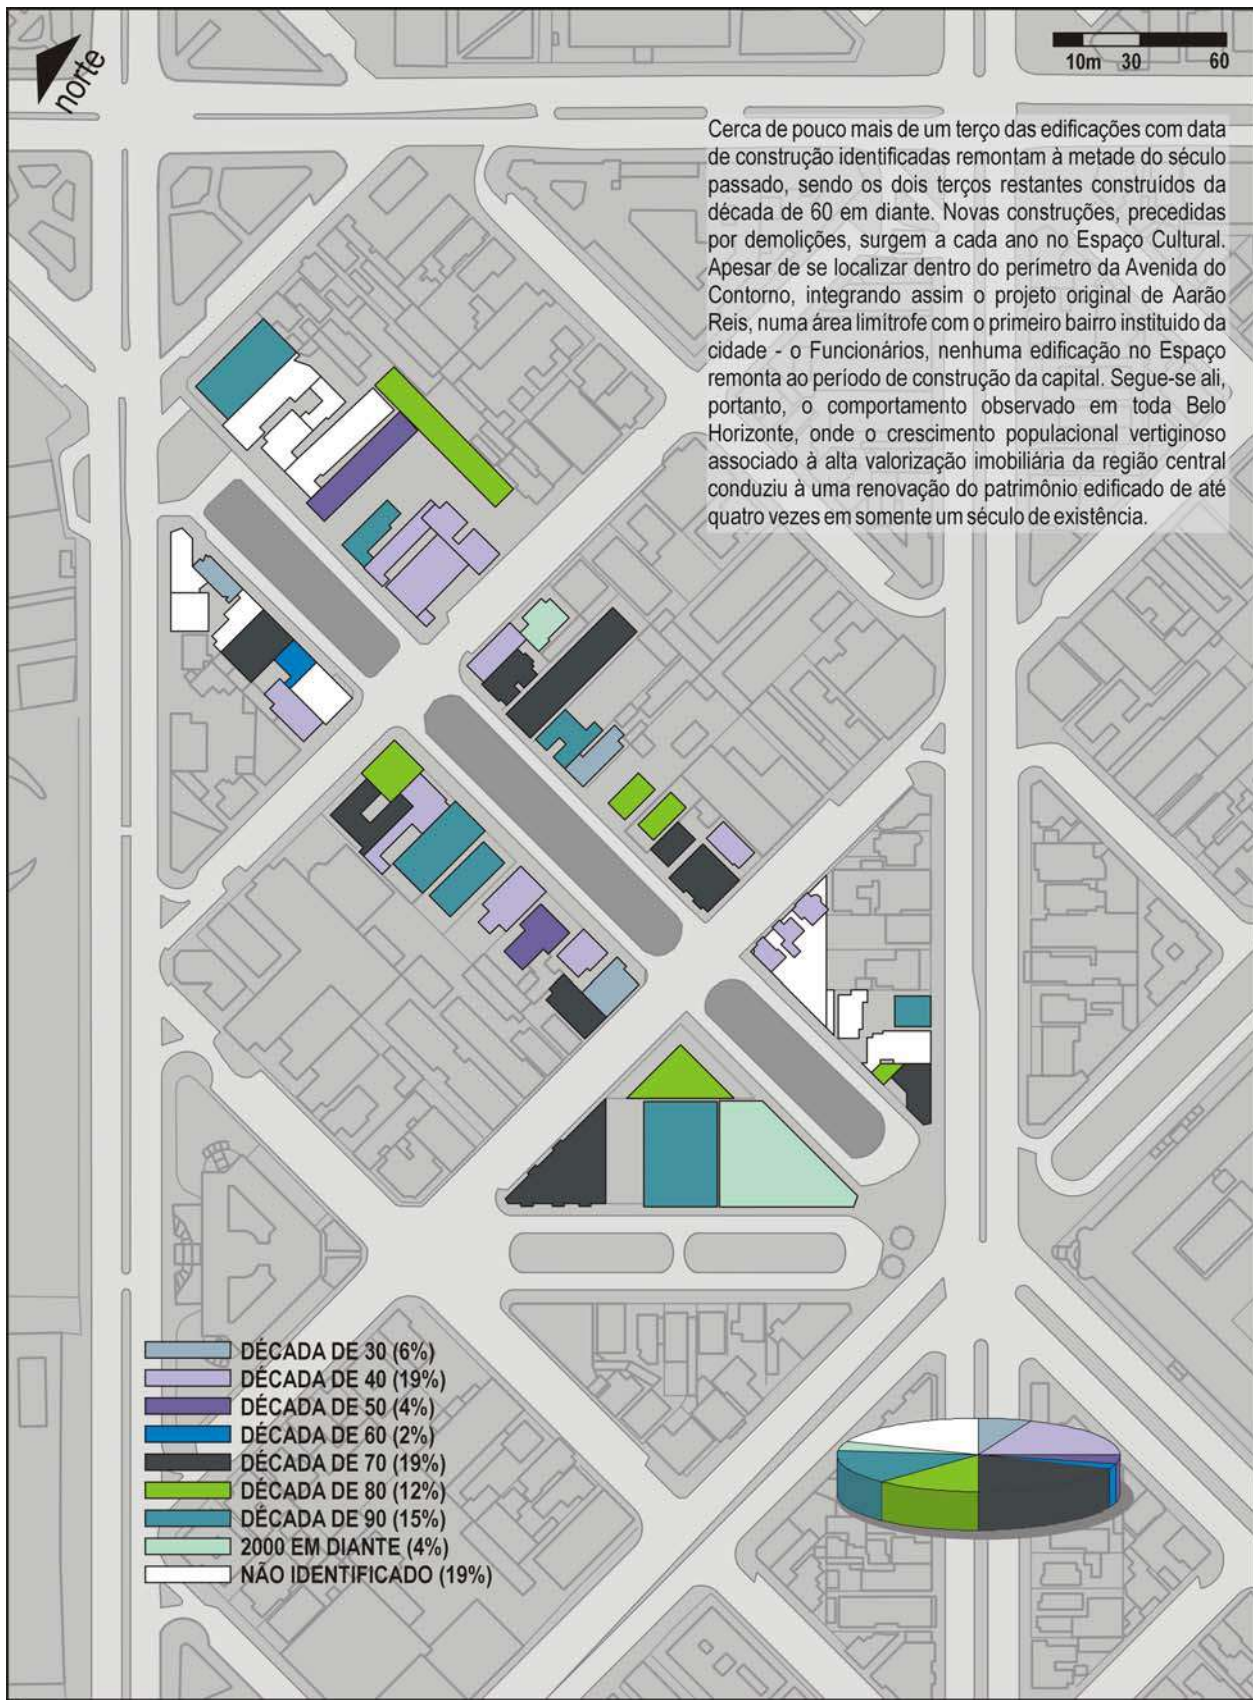 norte
10m 30 60
Cerca de pouco mais de um terço das edificações com data
de construção identificadas remontam à metade do século
passado, sendo os dois terços restantes construídos da
década de 60 em diante. Novas construções, precedidas
por demolições, surgem a cada ano no Espaço Cultural.
Apesar de se localizar dentro do perímetro da Avenida do
Contorno, integrando assim o projeto original de Aarão
Reis, numa área limítrofe com o primeiro bairro instituido da
cidade - o Funcionários, nenhuma edificação no Espaço
remonta ao período de construção da capital. Segue-se ali,
portanto, o comportamento observado em toda Belo
Horizonte, onde o crescimento populacional vertiginoso
associado à alta valorização imobiliária da região central
conduziu à uma renovação do patrimônio edificado de até
quatro vezes em somente um século de existência.
DÉCADA DE 30 (6%)
DÉCADA DE 40 (19%)
DÉCADA DE 50 (4%)
DÉCADA DE 60 (2%)
DÉCADA DE 70 (19%)
DÉCADA DE 80 (12%)
DÉCADA DE 90 (15%)
2000 EM DIANTE (4%)
NÃO IDENTIFICADO (19%)